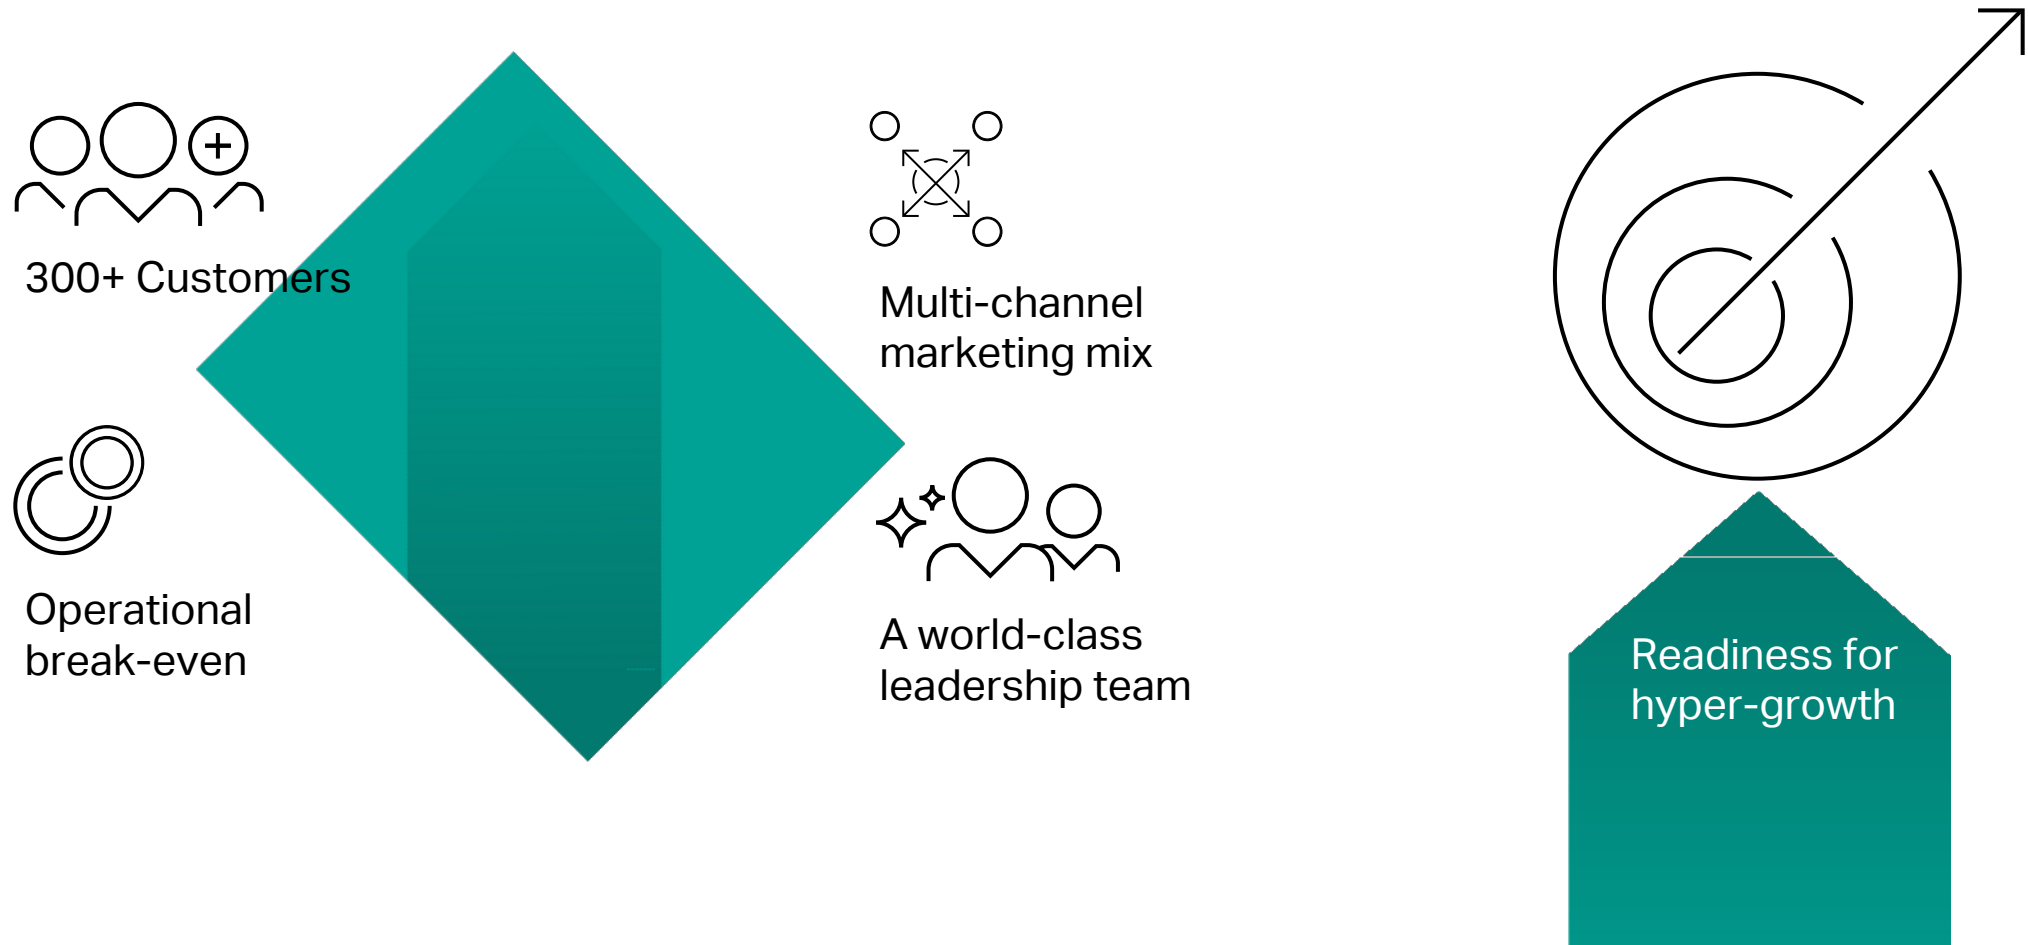 300+ Customers
Multi-channel
marketing mix
Operational
break-even
A world-class
leadership team
Readiness for
hyper-growth